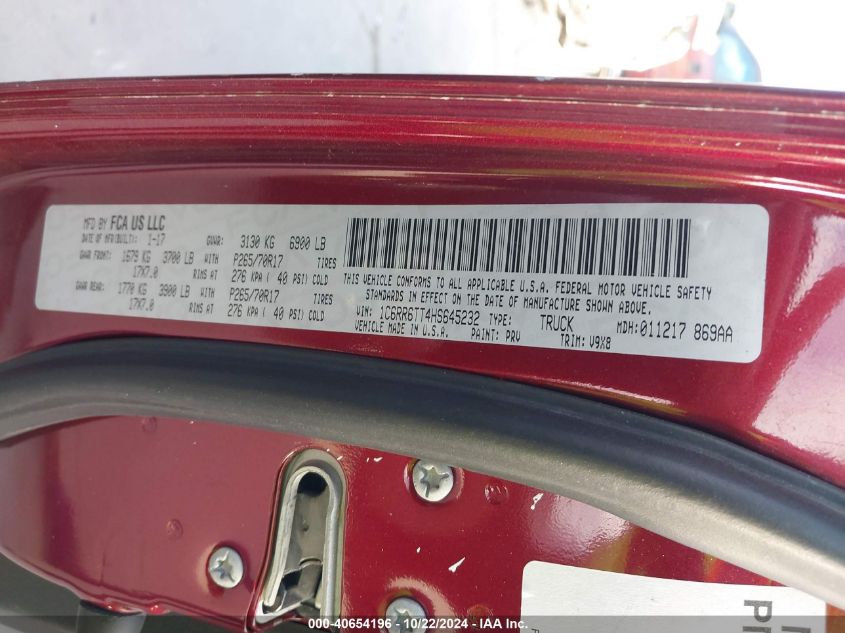 MFD BY FCA US LLC
DATE OF MFD(BUILT): 1-17 GVWR: 3130 KG 6900 LB
GAWR FRONT: 1679 KG 3700 LB WITH P265/70R17 TIRES
17X7.0 RIMS AT 276 KPA ( 40 PSI) COLD
GAWR REAR: 1770 KG 3900 LB WITH P265/70R17 TIRES
17X7.0 RIMS AT 276 KPA ( 40 PSI) COLD
THIS VEHICLE CONFORMS TO ALL APPLICABLE U.S.A. FEDERAL MOTOR VEHICLE SAFETY
STANDARDS IN EFFECT ON THE DATE OF MANUFACTURE SHOWN ABOVE.
VIN: 1C6RR6TT4HS645232 TYPE: TRUCK MDH:011217 869AA
VEHICLE MADE IN U.S.A. PAINT: PRV TRIM: V9X8
000-40654196 - 10/22/2024 - IAA Inc.